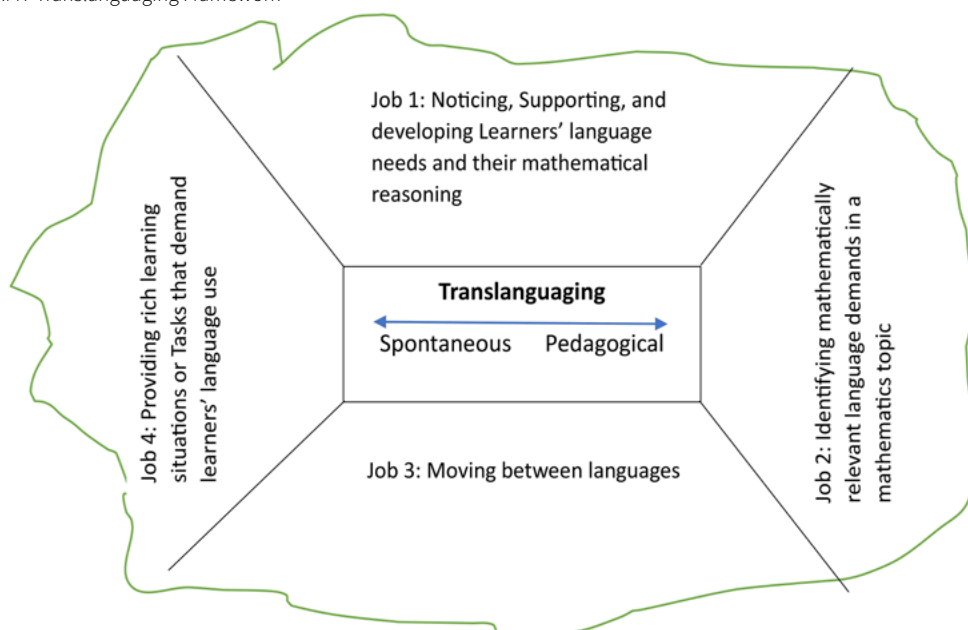 Translanguaging Framework
Job 1: Noticing, Supporting, and
developing Learners' language
needs and their mathematical
reasoning
Job 4: Providing rich learning
situations or Tasks that demand
learners' language use
Translanguaging
Spontaneous Pedagogical
Job 2: Identifying mathematically
relevant language demands in a
mathematics topic
Job 3: Moving between languages